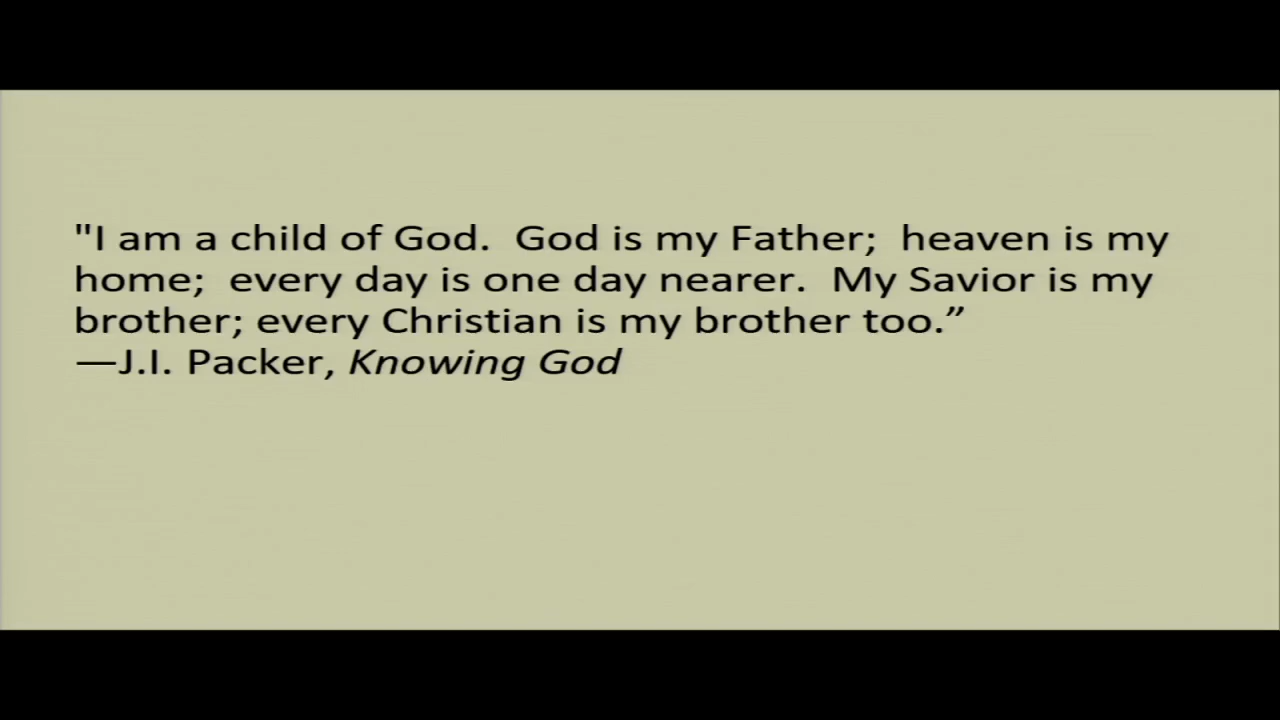 "I am a child of God.  God is my Father;  heaven is my
home;  every day is one day nearer.  My Savior is my
brother; every Christian is my brother too.”
—J.I. Packer, Knowing God